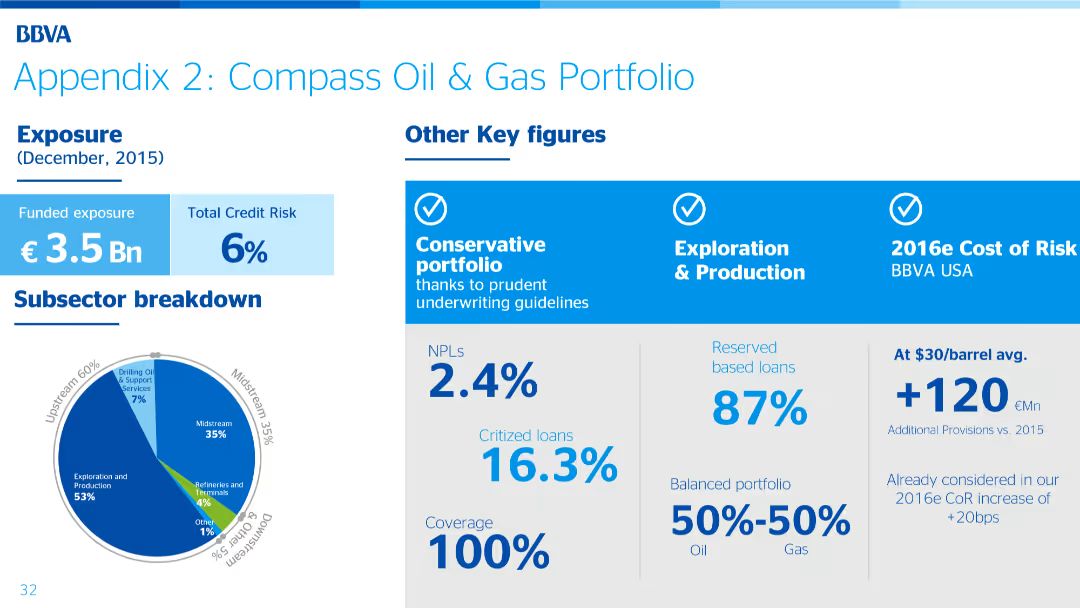 BBVA
Appendix 2: Compass Oil & Gas Portfolio
Exposure
(December, 2015)
Funded exposure
€ 3.5 Bn
Total Credit Risk
6%
Subsector breakdown
Upstream 60%
Midstream 35%
Downstream
& Other 5%
Drilling Oil
& Support
Services
7%
Midstream
35%
Exploration and
Production
53%
Refineries and
Terminals
4%
Other
1%
Other Key figures
Conservative
portfolio
thanks to prudent
underwriting guidelines
NPLs
2.4%
Critized loans
16.3%
Coverage
100%
Exploration
& Production
Reserved
based loans
87%
Balanced portfolio
50%-50%
Oil
Gas
2016e Cost of Risk
BBVA USA
At $30/barrel avg.
+120 €Mn
Additional Provisions vs. 2015
Already considered in our
2016e CoR increase of
+20bps
32